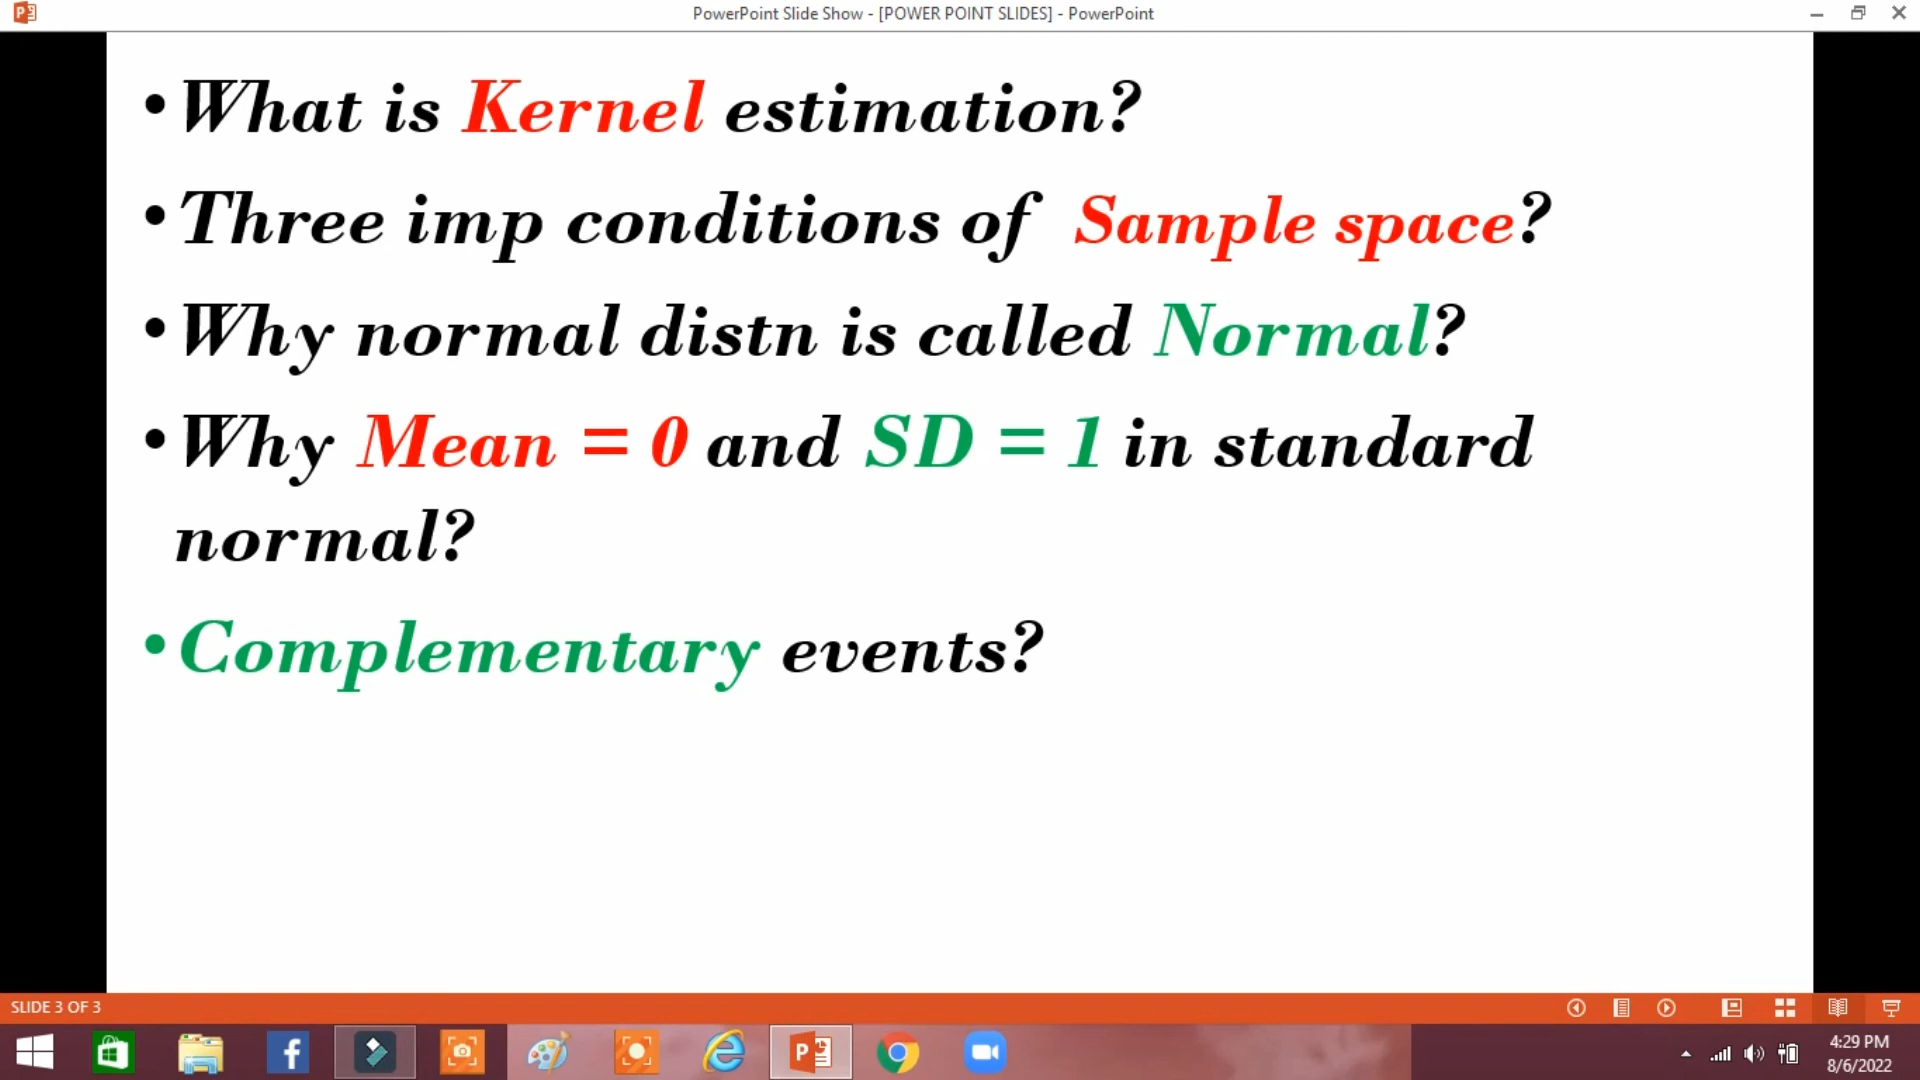 PowerPoint Slide Show - [POWER POINT SLIDES] - PowerPoint
•What is Kernel estimation?
•Three imp conditions of Sample space?
•Why normal distn is called Normal?
•Why Mean = 0 and SD = 1 in standard
normal?
•Complementary events?
SLIDE 3 OF 3
4:29 PM
8/6/2022